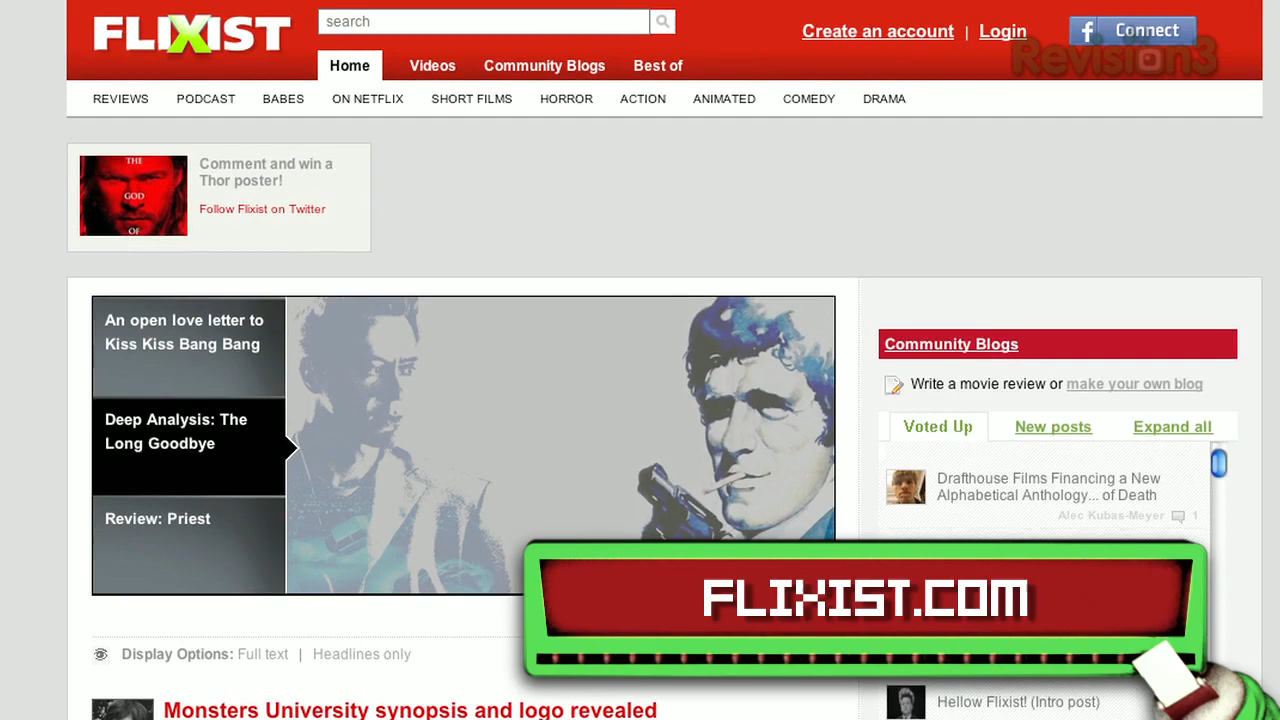 FLIXIST
search
Create an account | Login
Connect
Revision3
Home
Videos
Community Blogs
Best of
REVIEWS
PODCAST
BABES
ON NETFLIX
SHORT FILMS
HORROR
ACTION
ANIMATED
COMEDY
DRAMA
THE
GOD
OF
Comment and win a
Thor poster!
Follow Flixist on Twitter
An open love letter to
Kiss Kiss Bang Bang
Deep Analysis: The
Long Goodbye
Review: Priest
Community Blogs
Write a movie review or make your own blog
Voted Up
New posts
Expand all
Drafthouse Films Financing a New
Alphabetical Anthology... of Death
Alec Kubas-Meyer 1
FLIXIST.COM
Display Options: Full text | Headlines only
Hellow Flixist! (Intro post)
Monsters University synopsis and logo revealed